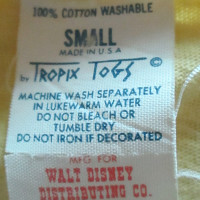 100% COTTON WASHABLE
SMALL
MADE IN U.S.A
by TROPIX TOGS
MACHINE WASH SEPARATELY
IN LUKEWARM WATER
DO NOT BLEACH OR
TUMBLE DRY
DO NOT IRON IF DECORATED
MFG FOR
WALT DISNEY
DISTRIBUTING CO.